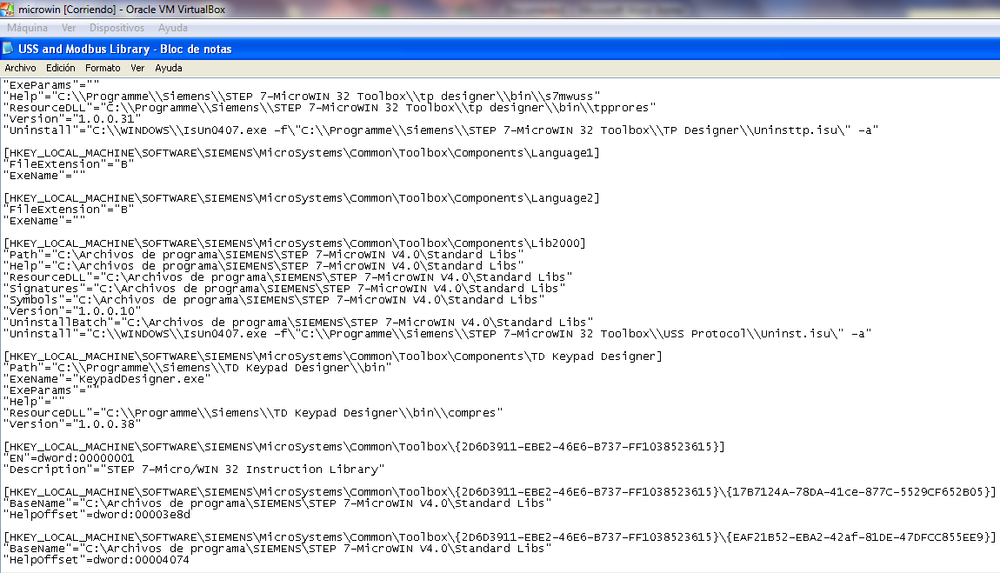 microwin [Corriendo] - Oracle VM VirtualBox
Máquina Ver Dispositivos Ayuda
USS and Modbus Library - Bloc de notas
Archivo Edición Formato Ver Ayuda
"ExeParams"=""
"Help"="C:\\Programme\\Siemens\\STEP 7-MicroWIN 32 Toolbox\\tp designer\\bin\\s7mwuss"
"ResourceDLL"="C:\\Programme\\Siemens\\STEP 7-MicroWIN 32 Toolbox\\tp designer\\bin\\tpprores"
"Version"="1.0.0.31"
"Uninstall"="C:\\WINDOWS\\IsUn0407.exe -f\"C:\\Programme\\Siemens\\STEP 7-MicroWIN 32 Toolbox\\TP Designer\\Uninsttp.isu\" -a"
[HKEY_LOCAL_MACHINE\SOFTWARE\SIEMENS\MicroSystems\Common\Toolbox\Components\Language1]
"FileExtension"="B"
"ExeName"=""
[HKEY_LOCAL_MACHINE\SOFTWARE\SIEMENS\MicroSystems\Common\Toolbox\Components\Language2]
"FileExtension"="B"
"ExeName"=""
[HKEY_LOCAL_MACHINE\SOFTWARE\SIEMENS\MicroSystems\Common\Toolbox\Components\Lib2000]
"Path"="C:\Archivos de programa\SIEMENS\STEP 7-MicroWIN V4.0\Standard Libs"
"Help"="C:\Archivos de programa\SIEMENS\STEP 7-MicroWIN V4.0\Standard Libs"
"ResourceDLL"="C:\Archivos de programa\SIEMENS\STEP 7-MicroWIN V4.0\Standard Libs"
"Signatures"="C:\Archivos de programa\SIEMENS\STEP 7-MicroWIN V4.0\Standard Libs"
"Symbols"="C:\Archivos de programa\SIEMENS\STEP 7-MicroWIN V4.0\Standard Libs"
"Version"="1.0.0.10"
"UninstallBatch"="C:\Archivos de programa\SIEMENS\STEP 7-MicroWIN V4.0\Standard Libs"
"Uninstall"="C:\\WINDOWS\\IsUn0407.exe -f\"C:\\Programme\\Siemens\\STEP 7-MicroWIN 32 Toolbox\\USS Protocol\\Uninst.isu\" -a"
[HKEY_LOCAL_MACHINE\SOFTWARE\SIEMENS\MicroSystems\Common\Toolbox\Components\TD Keypad Designer]
"Path"="C:\\Programme\\Siemens\\TD Keypad Designer\\bin"
"ExeName"="KeypadDesigner.exe"
"ExeParams"=""
"Help"=""
"ResourceDLL"="C:\\Programme\\Siemens\\TD Keypad Designer\\bin\\compres"
"Version"="1.0.0.38"
[HKEY_LOCAL_MACHINE\SOFTWARE\SIEMENS\MicroSystems\Common\Toolbox\{2D6D3911-EBE2-46E6-B737-FF1038523615}]
"EN"=dword:00000001
"Description"="STEP 7-Micro/WIN 32 Instruction Library"
[HKEY_LOCAL_MACHINE\SOFTWARE\SIEMENS\MicroSystems\Common\Toolbox\{2D6D3911-EBE2-46E6-B737-FF1038523615}\{17B7124A-78DA-41ce-877C-5529CF652B05}]
"BaseName"="C:\Archivos de programa\SIEMENS\STEP 7-MicroWIN V4.0\Standard Libs"
"HelpOffset"=dword:00003e8d
[HKEY_LOCAL_MACHINE\SOFTWARE\SIEMENS\MicroSystems\Common\Toolbox\{2D6D3911-EBE2-46E6-B737-FF1038523615}\{EAF21B52-EBA2-42af-81DE-47DFCC855EE9}]
"BaseName"="C:\Archivos de programa\SIEMENS\STEP 7-MicroWIN V4.0\Standard Libs"
"HelpOffset"=dword:00004074